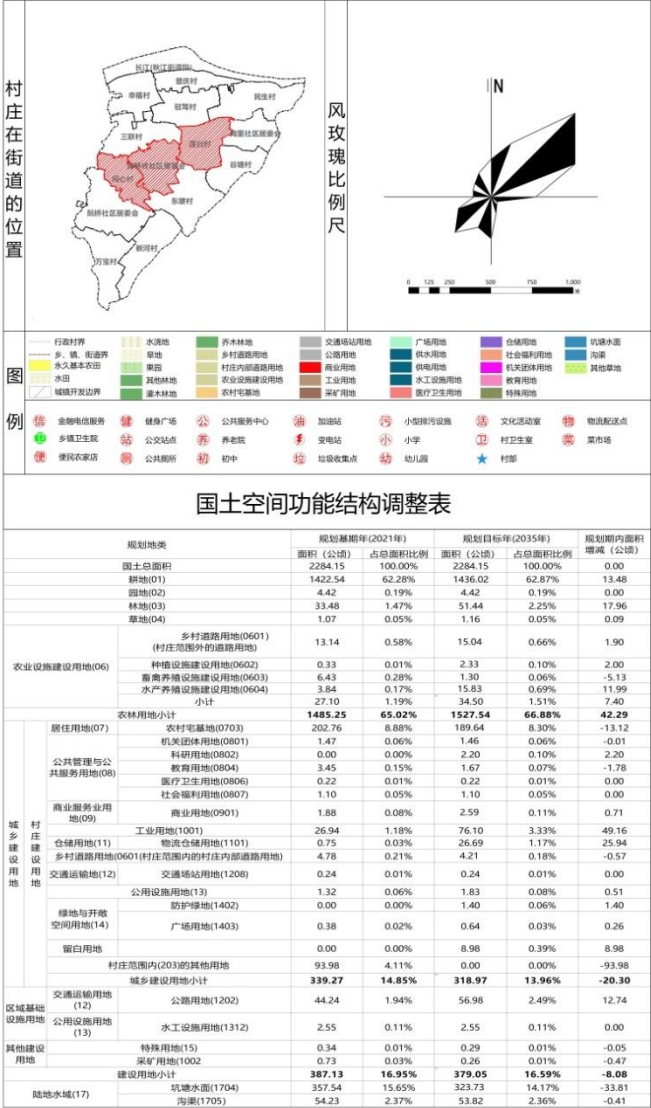 村庄在街道的位置
长江(秋江街道段)
普庆村
幸福村
驻驾村
民生村
三联村
莲台村
梅里社区居委会
谷塘村
同心村
东塬村
阮桥社区居委会
新河村
万宝村
风玫瑰比例尺
N
0 125 250 500 750 1,000
米
图例
行政村界 水浇地 乔木林地 交通场站用地 广场用地 仓储用地 坑塘水面
乡、镇、街道界 旱地 乡村道路用地 公路用地 供水用地 社会福利用地 沟渠
永久基本农田 果园 村庄内部道路用地 商业用地 供电用地 机关团体用地 其他草地
水田 其他林地 农业设施建设用地 工业用地 水工设施用地 教育用地
城镇开发边界 灌木林地 农村宅基地 采矿用地 医疗卫生用地 特殊用地
信 金融电信服务 健 健身广场 公 公共服务中心 油 加油站 污 小型排污设施 活 文化活动室 物 物流配送点
乡镇卫生院 站 公交站点 养 养老院 变电站 小 小学 卫 村卫生室 菜 菜市场
便 便民农家店 厕 公共厕所 初 初中 垃 垃圾收集点 幼 幼儿园 村部
国土空间功能结构调整表
规划地类 规划基期年(2021年) 规划目标年(2035年) 规划期内面积增减（公顷）
面积（公顷） 占总面积比例 面积（公顷） 占总面积比例
国土总面积 2284.15 100.00% 2284.15 100.00% 0.00
耕地(01) 1422.54 62.28% 1436.02 62.87% 13.48
园地(02) 4.42 0.19% 4.42 0.19% 0.00
林地(03) 33.48 1.47% 51.44 2.25% 17.96
草地(04) 1.07 0.05% 1.16 0.05% 0.09
农业设施建设用地(06) 乡村道路用地(0601)
(村庄范围外的道路用地) 13.14 0.58% 15.04 0.66% 1.90
种植设施建设用地(0602) 0.33 0.01% 2.33 0.10% 2.00
畜禽养殖设施建设用地(0603) 6.43 0.28% 1.30 0.06% -5.13
水产养殖设施建设用地(0604) 3.84 0.17% 15.83 0.69% 11.99
小计 27.10 1.19% 34.50 1.51% 7.40
农林用地小计 1485.25 65.02% 1527.54 66.88% 42.29
城乡建设用地 村庄建设用地
居住用地(07) 农村宅基地(0703) 202.76 8.88% 189.64 8.30% -13.12
公共管理与公共服务用地(08) 机关团体用地(0801) 1.47 0.06% 1.46 0.06% -0.01
科研用地(0802) 0.00 0.00% 2.20 0.10% 2.20
教育用地(0804) 3.45 0.15% 1.67 0.07% -1.78
医疗卫生用地(0806) 0.22 0.01% 0.22 0.01% 0.00
社会福利用地(0807) 1.10 0.05% 1.10 0.05% 0.00
商业服务业用地(09) 商业用地(0901) 1.88 0.08% 2.59 0.11% 0.71
工业用地(1001) 26.94 1.18% 76.10 3.33% 49.16
仓储用地(11) 物流仓储用地(1101) 0.75 0.03% 26.69 1.17% 25.94
乡村道路用地(0601(村庄范围内的村庄内部道路用地) 4.78 0.21% 4.21 0.18% -0.57
交通运输地(12) 交通场站用地(1208) 0.24 0.01% 0.24 0.01% 0.00
公用设施用地(13) 1.32 0.06% 1.83 0.08% 0.51
绿地与开敞空间用地(14) 防护绿地(1402) 0.00 0.00% 1.40 0.06% 1.40
广场用地(1403) 0.38 0.02% 0.64 0.03% 0.26
留白用地 0.00 0.00% 8.98 0.39% 8.98
村庄范围内(203)的其他用地 93.98 4.11% 0.00 0.00% -93.98
城乡建设用地小计 339.27 14.85% 318.97 13.96% -20.30
区域基础设施用地 交通运输用地(12) 公路用地(1202) 44.24 1.94% 56.98 2.49% 12.74
公用设施用地(13) 水工设施用地(1312) 2.55 0.11% 2.55 0.11% 0.00
其他建设用地 特殊用地(15) 0.34 0.01% 0.29 0.01% -0.05
采矿用地(1002 0.73 0.03% 0.26 0.01% -0.47
建设用地小计 387.13 16.95% 379.05 16.59% -8.08
陆地水域(17) 坑塘水面(1704) 357.54 15.65% 323.73 14.17% -33.81
沟渠(1705) 54.23 2.37% 53.82 2.36% -0.41